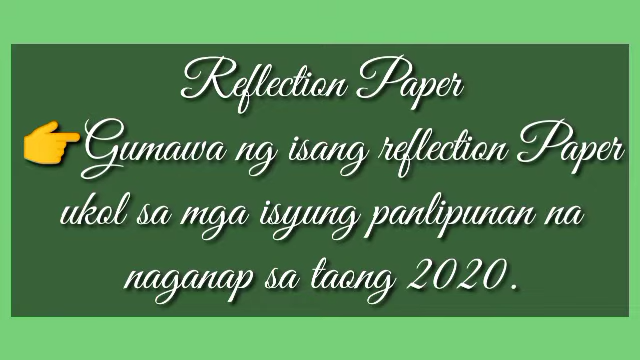 Reflection Paper
👉Gumawa ng isang reflection Paper
ukol sa mga isyung panlipunan na
naganap sa taong 2020.